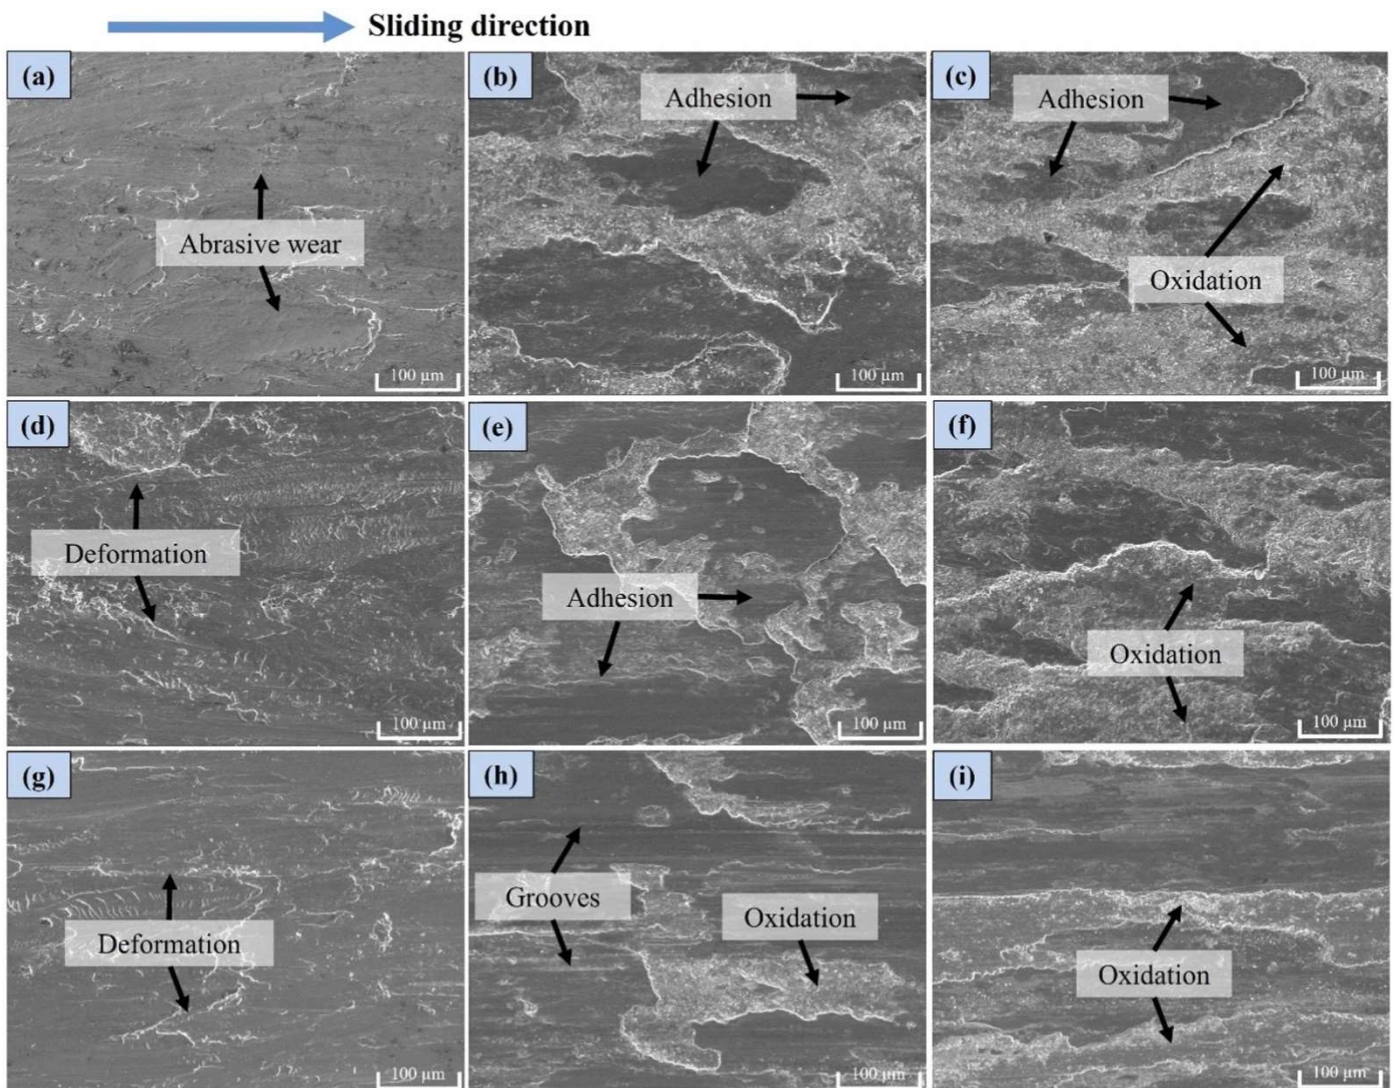 Sliding direction
(a)
Abrasive wear
100 µm
(b)
Adhesion
100 µm
(c)
Adhesion
Oxidation
100 µm
(d)
Deformation
100 µm
(e)
Adhesion
100 µm
(f)
Oxidation
100 µm
(g)
Deformation
100 µm
(h)
Grooves
Oxidation
100 µm
(i)
Oxidation
100 µm